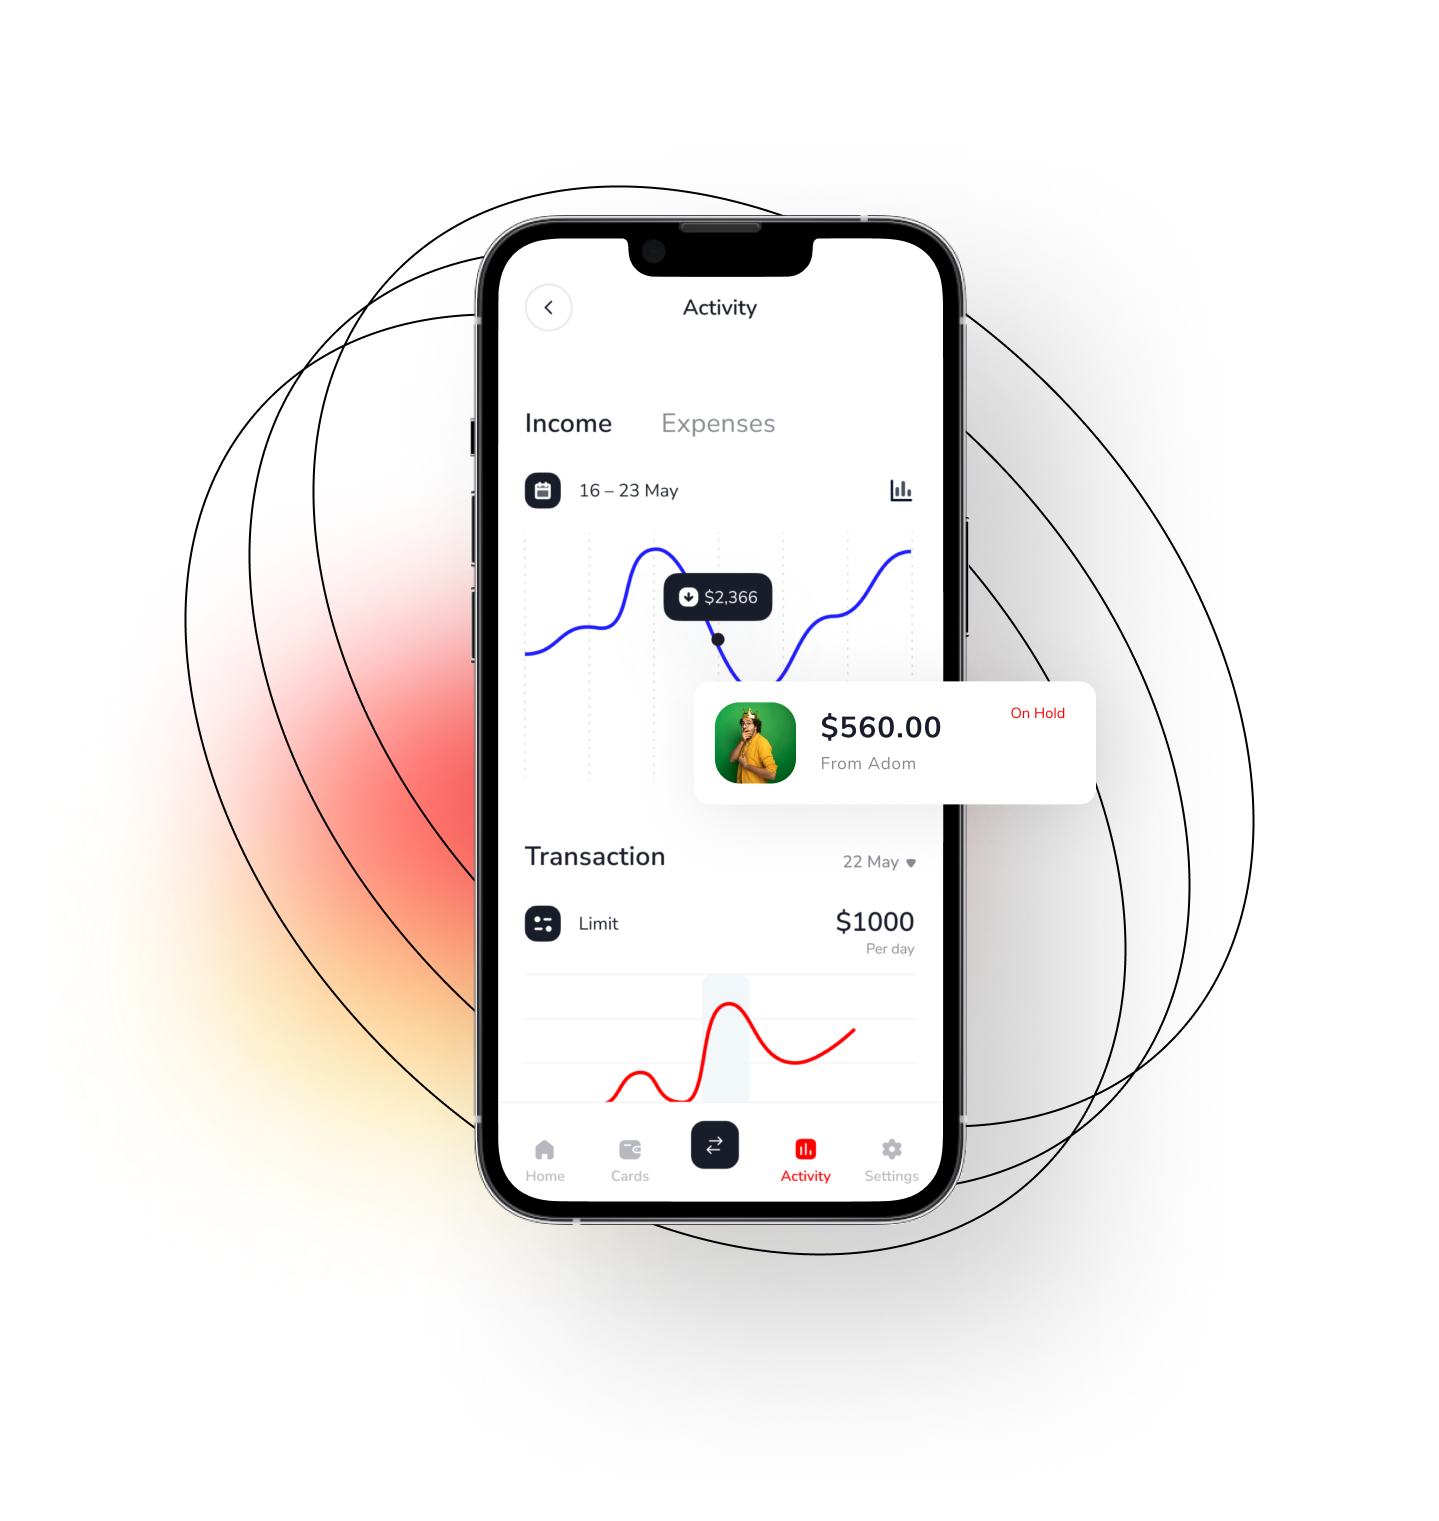 Activity
Income
Expenses
16 – 23 May
$2,366
$560.00
On Hold
From Adom
Transaction
22 May
Limit
$1000
Per day
Home
Cards
Activity
Settings